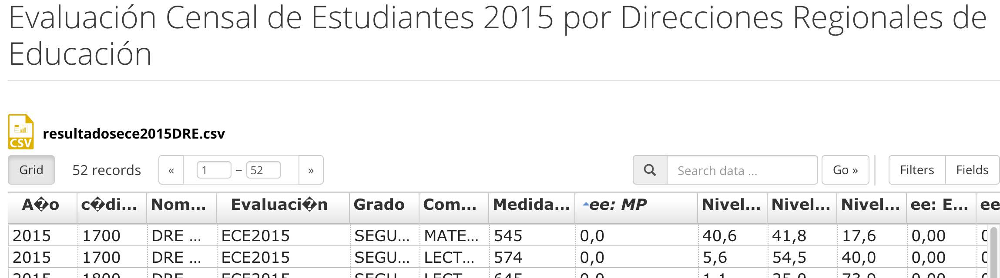 Evaluación Censal de Estudiantes 2015 por Direcciones Regionales de
Educación
CSV
resultadosece2015DRE.csv
Grid 52 records « 1 – 52 » Search data ... Go » Filters Fields
A�o c�di... Nom... Evaluaci�n Grado Com... Medida... ee: MP Nivel... Nivel... Nivel... ee: E... ee
2015 1700 DRE ... ECE2015 SEGU... MATE... 545 0,0 40,6 41,8 17,6 0,00
2015 1700 DRE ... ECE2015 SEGU... LECT... 574 0,0 5,6 54,5 40,0 0,00
2015 1800 DRE ECE2015 SEGU LECT 645 0,0 1,1 25,0 73,9 0,00